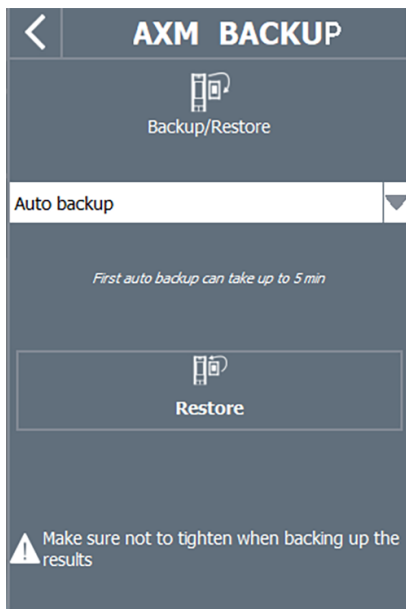 AXM BACKUP
Backup/Restore
Auto backup
First auto backup can take up to 5 min
Restore
Make sure not to tighten when backing up the
results